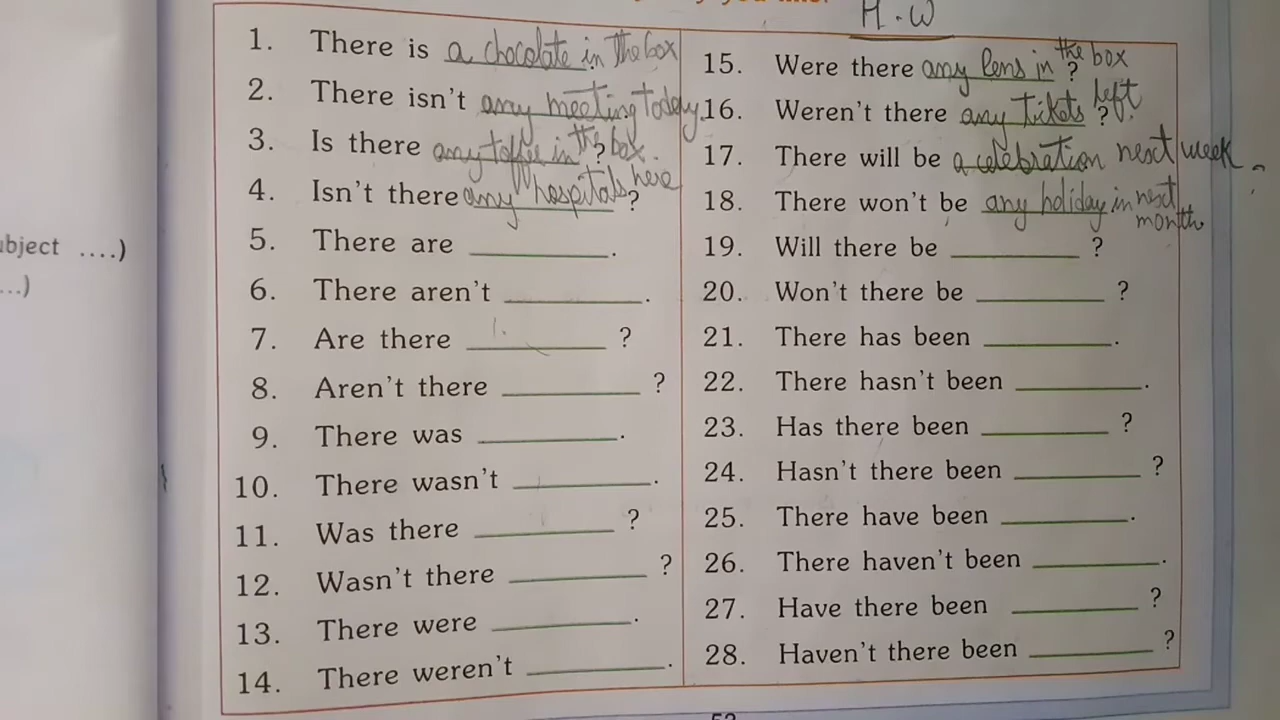 H.W
1. There is a chocolate in the box
2. There isn't any meeting today.
3. Is there any toffee in the box. ?
4. Isn't there any hospitals here ?
5. There are ________.
6. There aren't ________.
7. Are there ________ ?
8. Aren't there ________ ?
9. There was ________.
10. There wasn't ________.
11. Was there ________ ?
12. Wasn't there ________ ?
13. There were ________.
14. There weren't ________.
15. Were there any lens in the box ?
16. Weren't there any tickets left ?
17. There will be a celebration next week.
18. There won't be any holiday in next month.
19. Will there be ________ ?
20. Won't there be ________ ?
21. There has been ________.
22. There hasn't been ________.
23. Has there been ________ ?
24. Hasn't there been ________ ?
25. There have been ________.
26. There haven't been ________.
27. Have there been ________ ?
28. Haven't there been ________ ?
ubject ....)
...)